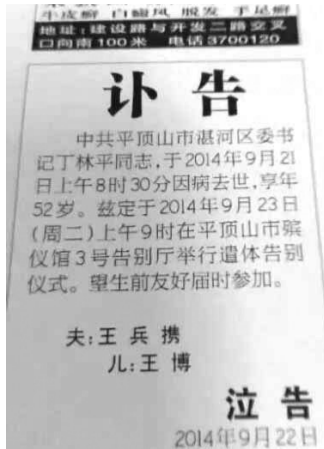 牛皮癣 白癜风 脱发 手足癣
地址:建设路与开发二路交叉
口向南100米 电话3700120
讣告
中共平顶山市湛河区委书
记丁林平同志,于2014年9月21
日上午8时30分因病去世,享年
52岁。兹定于2014年9月23日
(周二)上午9时在平顶山市殡
仪馆3号告别厅举行遗体告别
仪式。望生前友好届时参加。
夫:王兵携
儿:王博
泣告
2014年9月22日